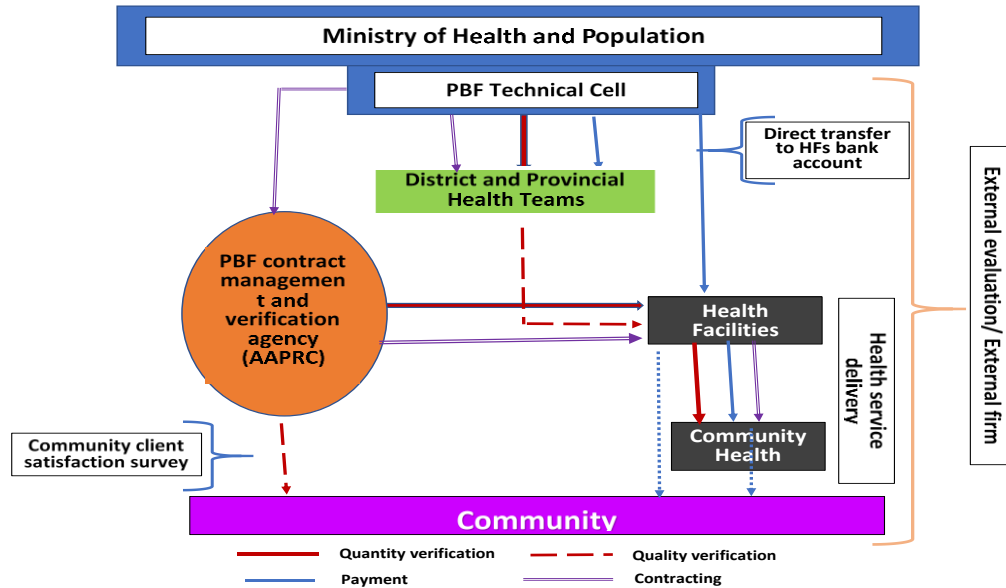 Ministry of Health and Population
PBF Technical Cell
Direct transfer
to HFs bank
account
District and Provincial
Health Teams
PBF contract
managemen
t and
verification
agency
(AAPRC)
Health
Facilities
Health service
delivery
External evaluation/ External firm
Community client
satisfaction survey
Community
Health
Community
Quantity verification
Quality verification
Payment
Contracting